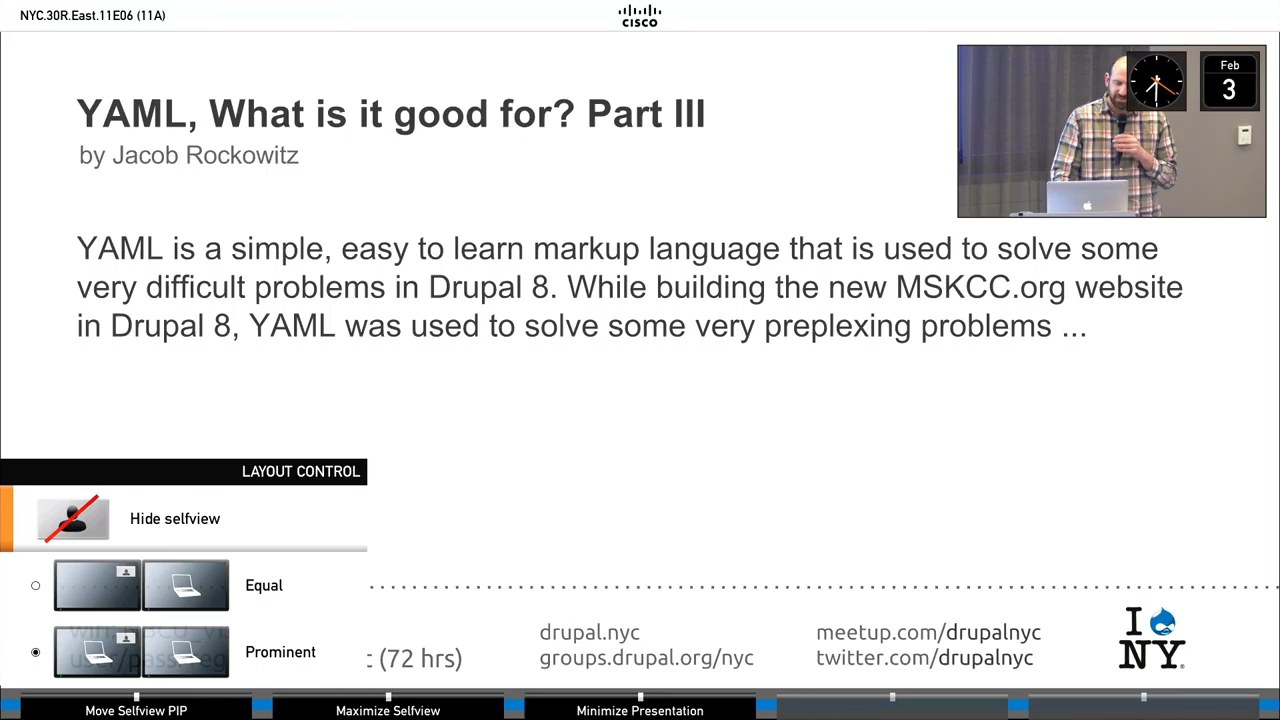 NYC.30R.East.11E06 (11A)
CISCO
Feb
3
YAML, What is it good for? Part III
by Jacob Rockowitz
YAML is a simple, easy to learn markup language that is used to solve some
very difficult problems in Drupal 8. While building the new MSKCC.org website
in Drupal 8, YAML was used to solve some very preplexing problems ...
LAYOUT CONTROL
Hide selfview
Equal
Prominent
(72 hrs)
drupal.nyc
groups.drupal.org/nyc
meetup.com/drupalnyc
twitter.com/drupalnyc
I
NY
Move Selfview PIP
Maximize Selfview
Minimize Presentation